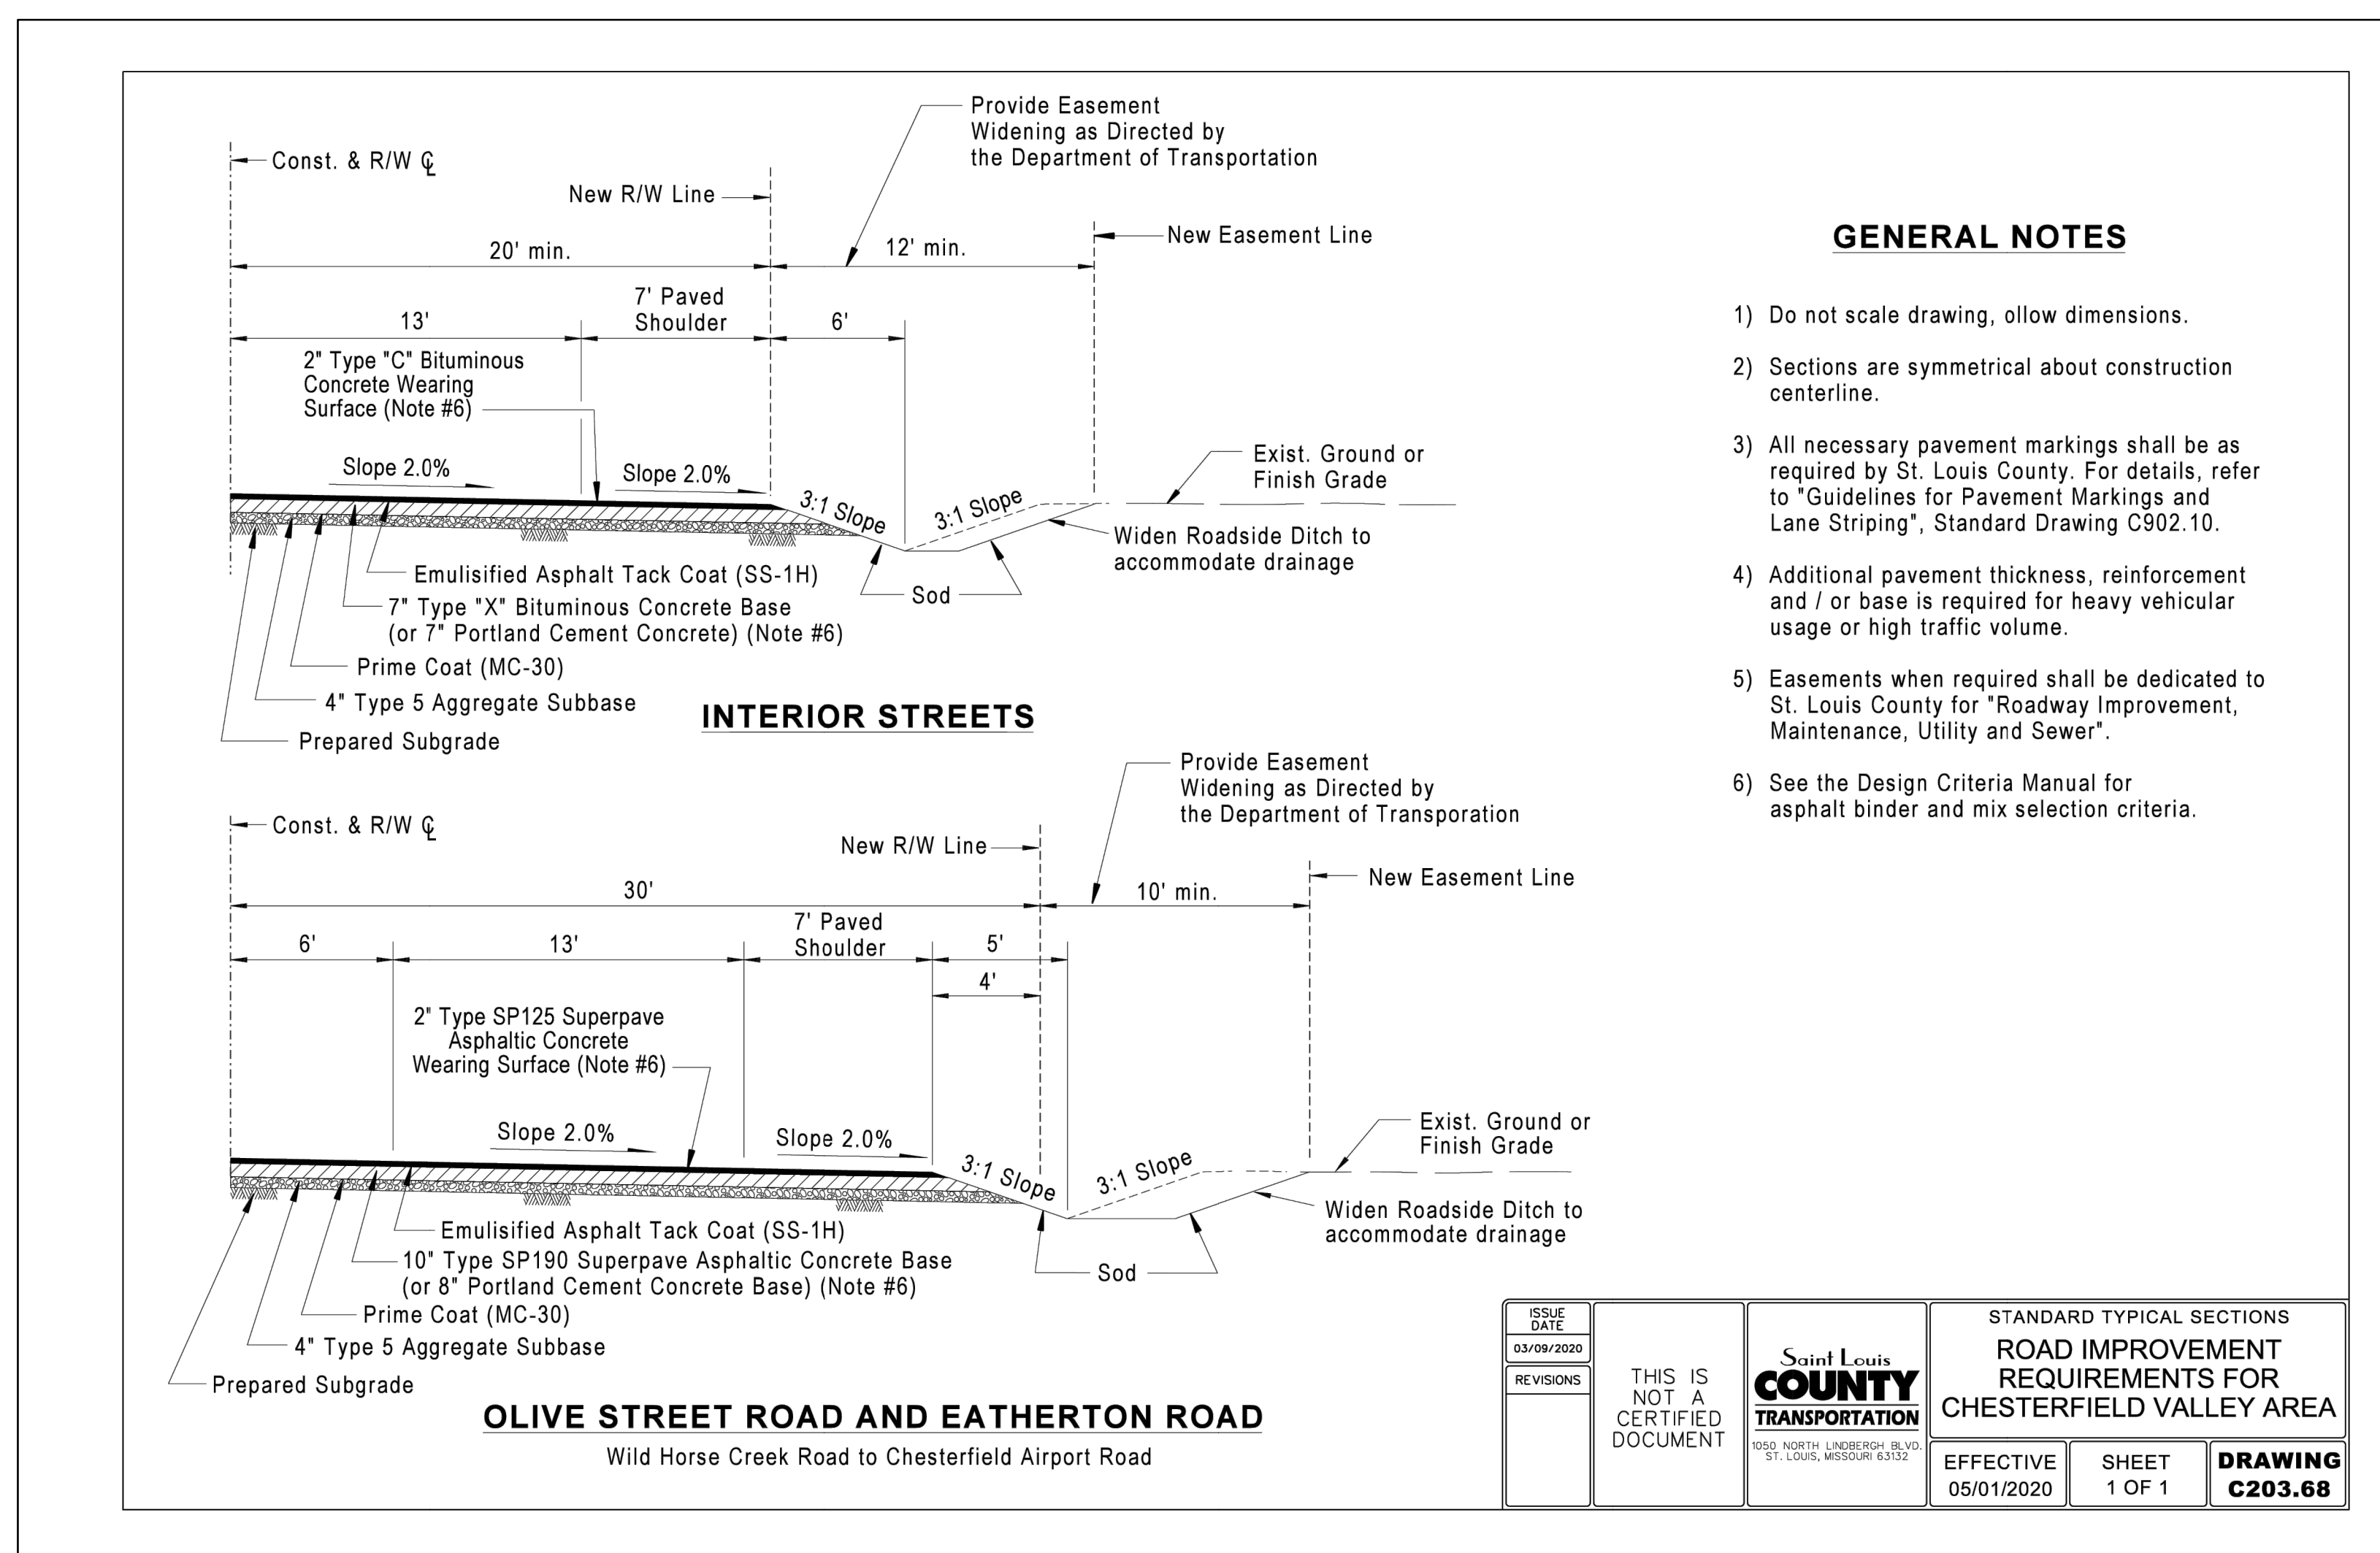 Provide Easement
Widening as Directed by
the Department of Transportation
Const. & R/W ℄
New R/W Line
New Easement Line
20' min.
12' min.
7' Paved
Shoulder
13'
6'
2" Type "C" Bituminous
Concrete Wearing
Surface (Note #6)
Slope 2.0%
Slope 2.0%
3:1 Slope
3:1 Slope
Exist. Ground or
Finish Grade
Widen Roadside Ditch to
accommodate drainage
Sod
Emulisified Asphalt Tack Coat (SS-1H)
7" Type "X" Bituminous Concrete Base
(or 7" Portland Cement Concrete) (Note #6)
Prime Coat (MC-30)
4" Type 5 Aggregate Subbase
Prepared Subgrade
INTERIOR STREETS
Provide Easement
Widening as Directed by
the Department of Transporation
Const. & R/W ℄
New R/W Line
New Easement Line
30'
10' min.
7' Paved
Shoulder
6'
13'
5'
4'
2" Type SP125 Superpave
Asphaltic Concrete
Wearing Surface (Note #6)
Slope 2.0%
Slope 2.0%
3:1 Slope
3:1 Slope
Exist. Ground or
Finish Grade
Widen Roadside Ditch to
accommodate drainage
Sod
Emulisified Asphalt Tack Coat (SS-1H)
10" Type SP190 Superpave Asphaltic Concrete Base
(or 8" Portland Cement Concrete Base) (Note #6)
Prime Coat (MC-30)
4" Type 5 Aggregate Subbase
Prepared Subgrade
OLIVE STREET ROAD AND EATHERTON ROAD
Wild Horse Creek Road to Chesterfield Airport Road
GENERAL NOTES
1) Do not scale drawing, ollow dimensions.
2) Sections are symmetrical about construction
centerline.
3) All necessary pavement markings shall be as
required by St. Louis County. For details, refer
to "Guidelines for Pavement Markings and
Lane Striping", Standard Drawing C902.10.
4) Additional pavement thickness, reinforcement
and / or base is required for heavy vehicular
usage or high traffic volume.
5) Easements when required shall be dedicated to
St. Louis County for "Roadway Improvement,
Maintenance, Utility and Sewer".
6) See the Design Criteria Manual for
asphalt binder and mix selection criteria.
ISSUE
DATE
03/09/2020
REVISIONS
THIS IS
NOT A
CERTIFIED
DOCUMENT
Saint Louis
COUNTY
TRANSPORTATION
1050 NORTH LINDBERGH BLVD.
ST. LOUIS, MISSOURI 63132
STANDARD TYPICAL SECTIONS
ROAD IMPROVEMENT
REQUIREMENTS FOR
CHESTERFIELD VALLEY AREA
EFFECTIVE
05/01/2020
SHEET
1 OF 1
DRAWING
C203.68